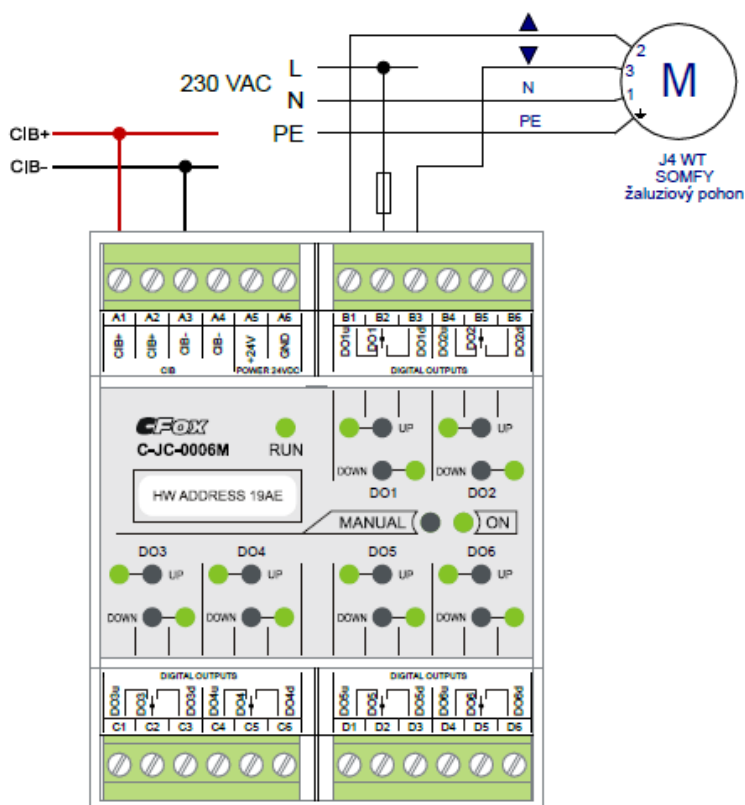 2
L
230 VAC
3
M
N
N
1
CIB+
PE
PE
CIB-
J4 WT
SOMFY
žaluziový pohon
A1 A2 A3 A4 A5 A6
B1 B2 B3 B4 B5 B6
CIB+ CIB+ CIB- CIB- +24V GND
DO1u DO1 DO1d DO2u DO2 DO2d
CIB POWER 24VDC
DIGITAL OUTPUTS
CFox
C-JC-0006M
RUN
UP UP
DOWN DOWN
HW ADDRESS 19AE
DO1 DO2
MANUAL ON
DO3 DO4 DO5 DO6
UP UP UP UP
DOWN DOWN DOWN DOWN
DIGITAL OUTPUTS DIGITAL OUTPUTS
DO3u DO3 DO3d DO4u DO4 DO4d DO5u DO5 DO5d DO6u DO6 DO6d
C1 C2 C3 C4 C5 C6 D1 D2 D3 D4 D5 D6